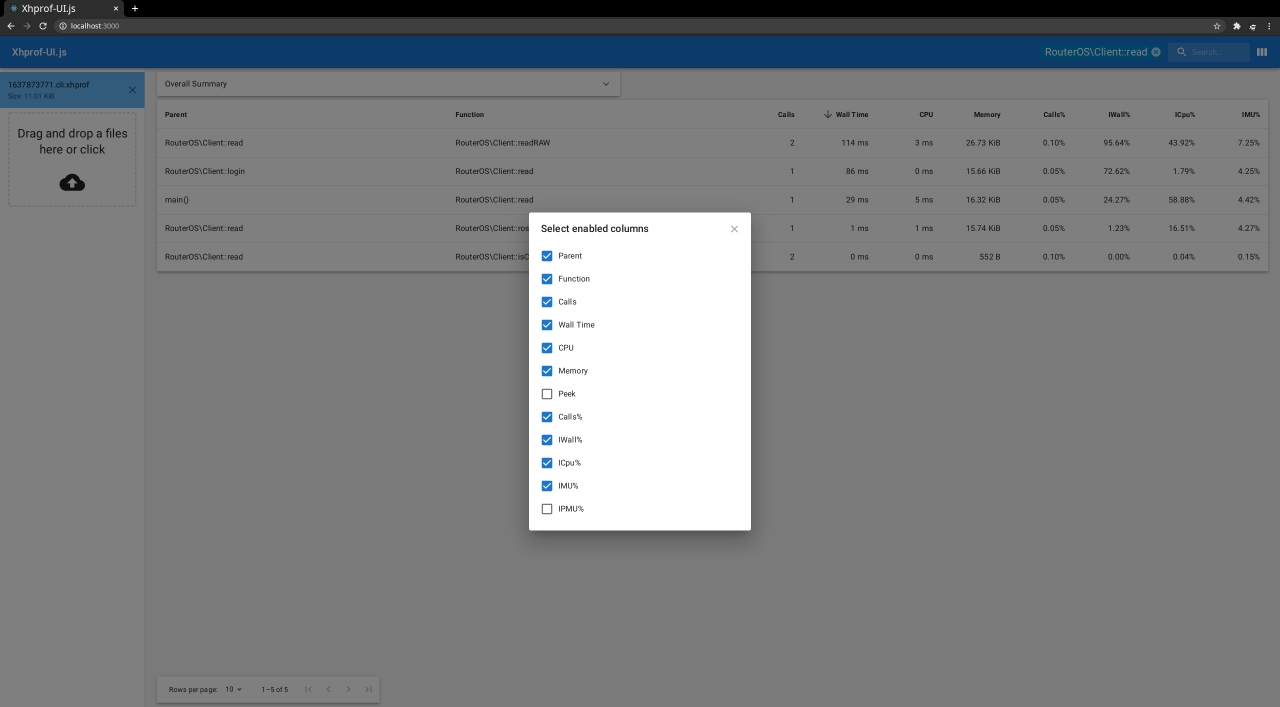 Xhprof-UI.js
localhost:3000
Xhprof-UI.js
RouterOS\Client::read
Search...
1637873771.cli.xhprof
Size: 11.01 KiB
Drag and drop a files
here or click
Overall Summary
Parent Function Calls Wall Time CPU Memory Calls% IWall% ICpu% IMU%
RouterOS\Client::read RouterOS\Client::readRAW 2 114 ms 3 ms 26.73 KiB 0.10% 95.64% 43.92% 7.25%
RouterOS\Client::login RouterOS\Client::read 1 86 ms 0 ms 15.66 KiB 0.05% 72.62% 1.79% 4.25%
main() RouterOS\Client::read 1 29 ms 5 ms 16.32 KiB 0.05% 24.27% 58.88% 4.42%
RouterOS\Client::read RouterOS\Client::ros 1 1 ms 1 ms 15.74 KiB 0.05% 1.23% 16.51% 4.27%
RouterOS\Client::read RouterOS\Client::isC 2 0 ms 0 ms 552 B 0.10% 0.00% 0.04% 0.15%
Select enabled columns
Parent
Function
Calls
Wall Time
CPU
Memory
Peek
Calls%
IWall%
ICpu%
IMU%
IPMU%
Rows per page: 10 1–5 of 5